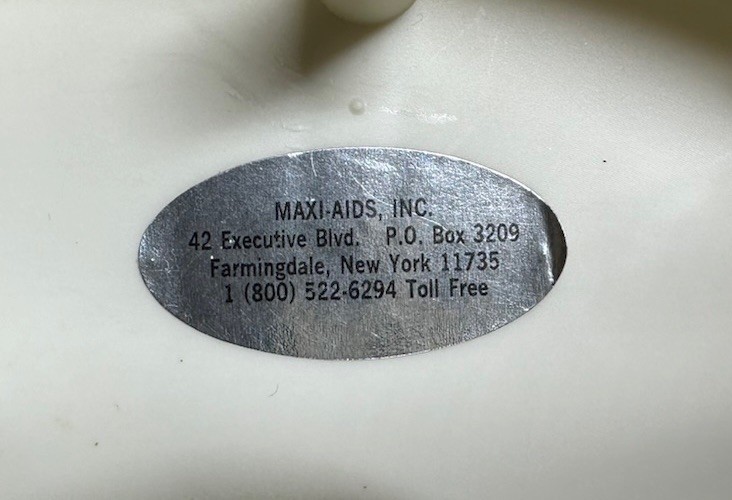 MAXI-AIDS, INC.
42 Executive Blvd. P.O. Box 3209
Farmingdale, New York 11735
1 (800) 522-6294 Toll Free